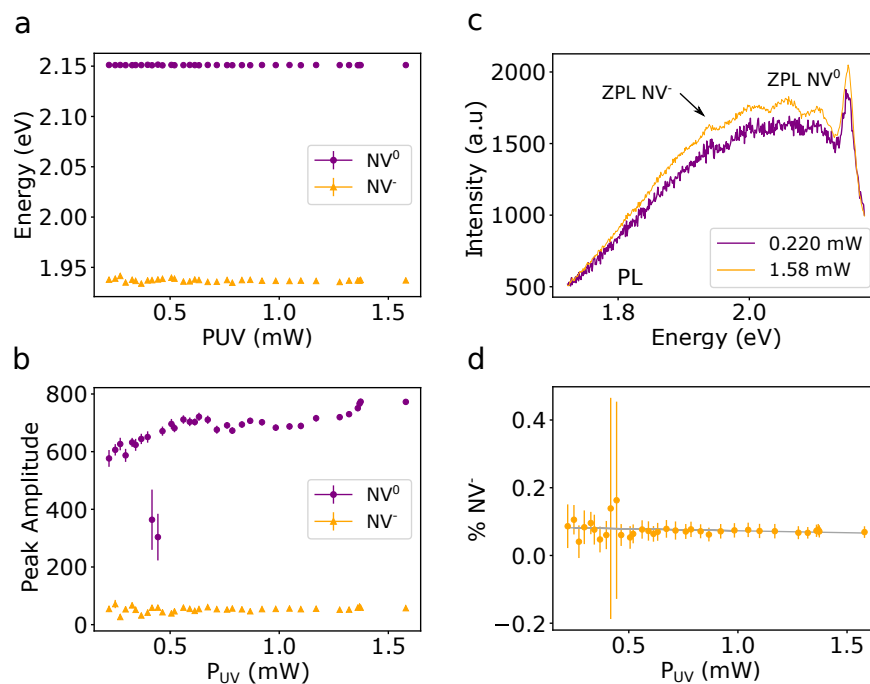 a
2.15
2.10
2.05
2.00
1.95
Energy (eV)
NV⁰
NV⁻
0.5
1.0
1.5
PUV (mW)
c
2000
1500
1000
500
Intensity (a.u)
ZPL NV⁻
ZPL NV⁰
0.220 mW
1.58 mW
PL
1.8
2.0
Energy (eV)
b
800
600
400
200
0
Peak Amplitude
NV⁰
NV⁻
0.5
1.0
1.5
P_UV (mW)
d
0.4
0.2
0.0
−0.2
% NV⁻
0.5
1.0
1.5
P_UV (mW)